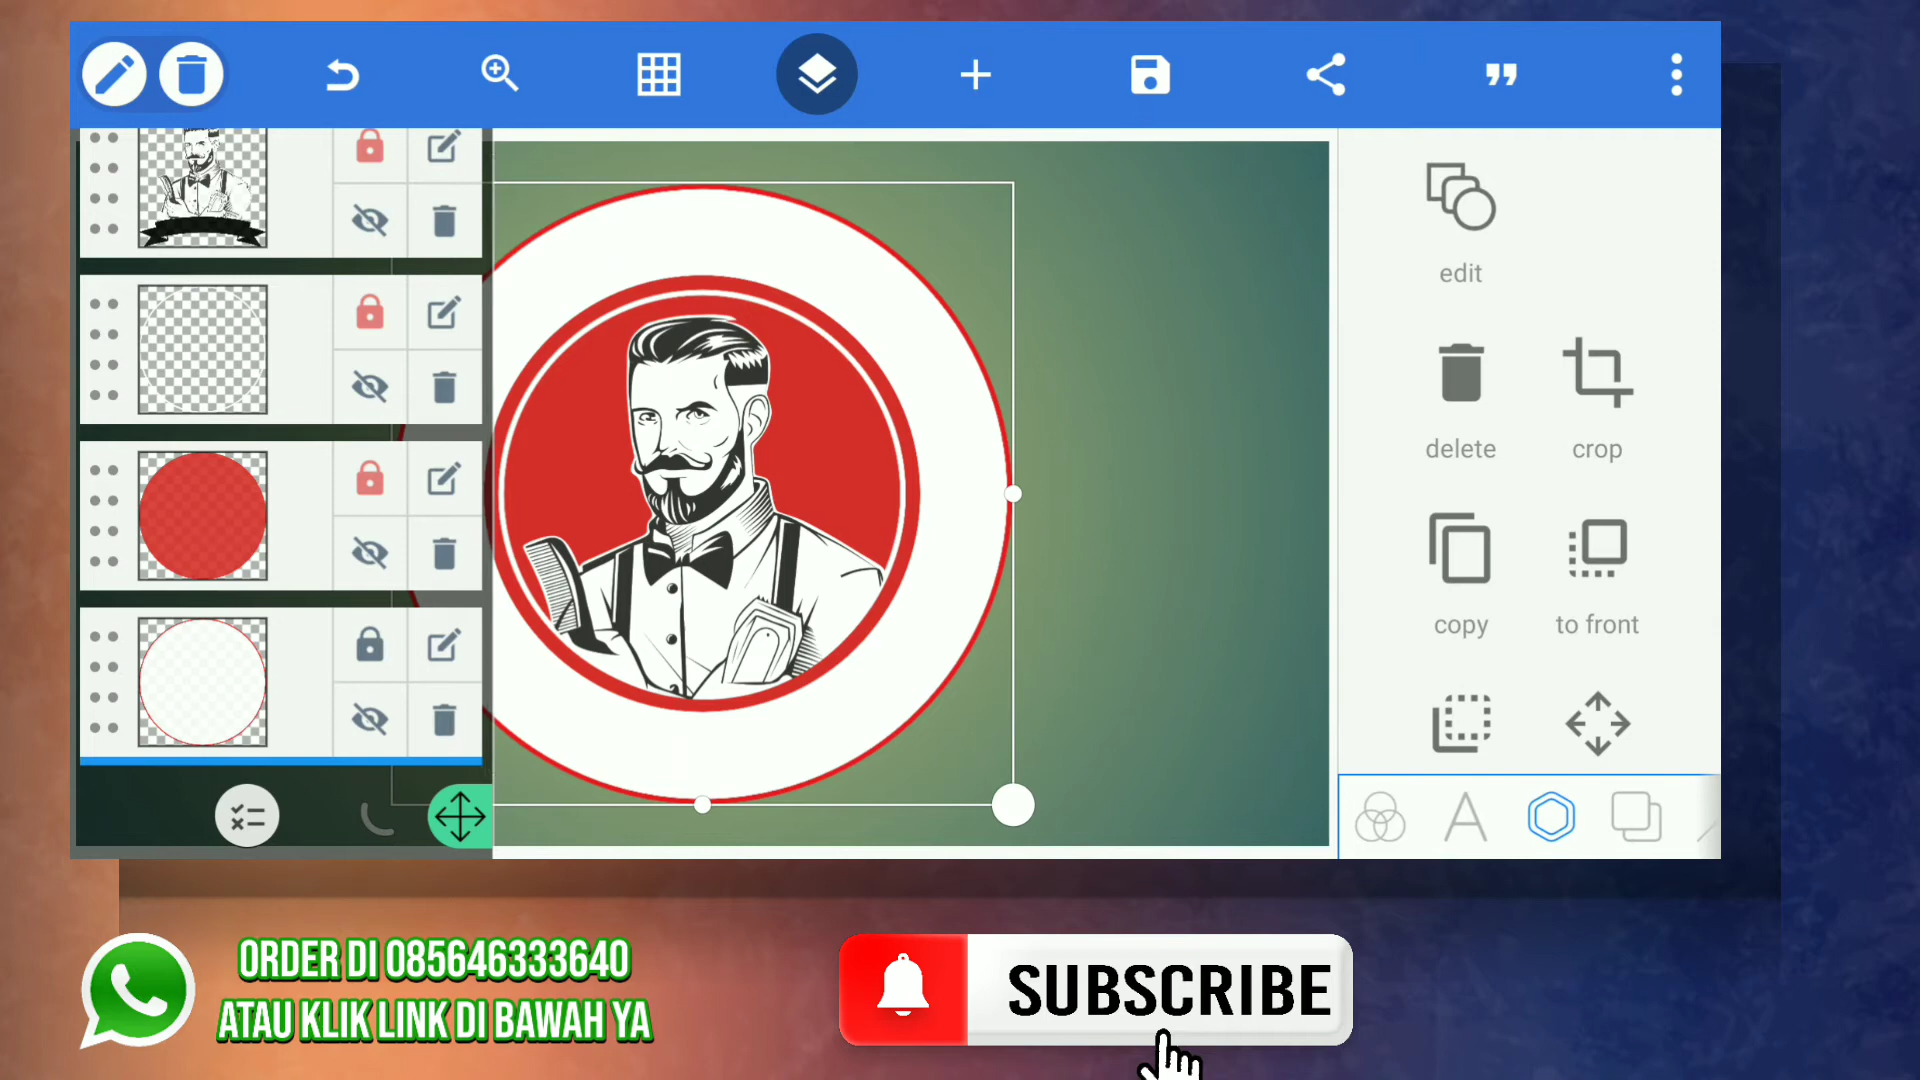 edit
delete
crop
copy
to front
ORDER DI 085646333640
ATAU KLIK LINK DI BAWAH YA
SUBSCRIBE